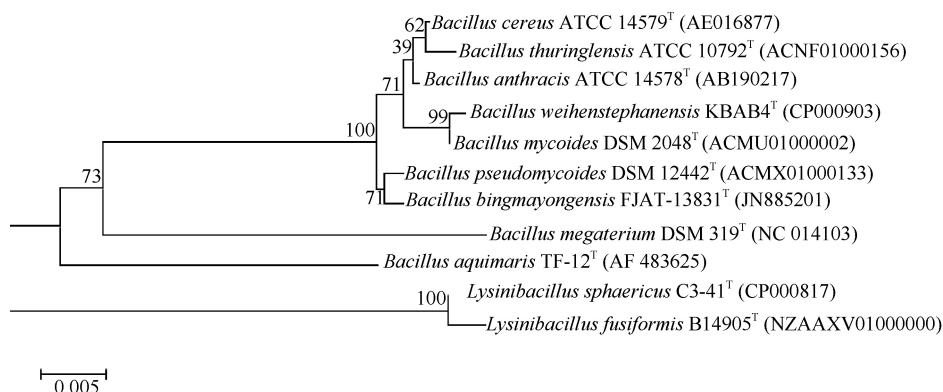 62 Bacillus cereus ATCC 14579ᵀ (AE016877)
39 Bacillus thuringlensis ATCC 10792ᵀ (ACNF01000156)
Bacillus anthracis ATCC 14578ᵀ (AB190217)
71
99 Bacillus weihenstephanensis KBAB4ᵀ (CP000903)
100 Bacillus mycoides DSM 2048ᵀ (ACMU01000002)
73 Bacillus pseudomycoides DSM 12442ᵀ (ACMX01000133)
71 Bacillus bingmayongensis FJAT-13831ᵀ (JN885201)
Bacillus megaterium DSM 319ᵀ (NC 014103)
Bacillus aquimaris TF-12ᵀ (AF 483625)
100 Lysinibacillus sphaericus C3-41ᵀ (CP000817)
Lysinibacillus fusiformis B14905ᵀ (NZAAXV01000000)
0.005